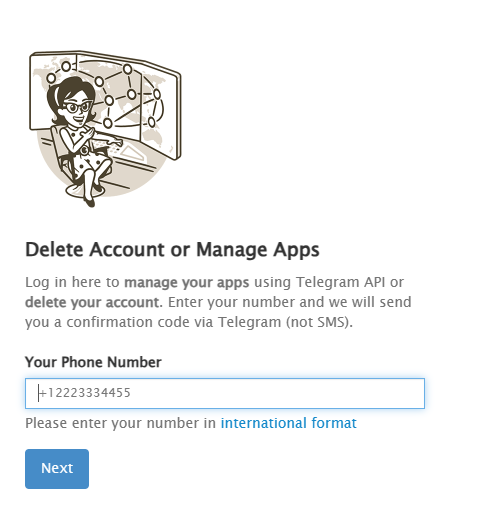 Delete Account or Manage Apps
Log in here to manage your apps using Telegram API or
delete your account. Enter your number and we will send
you a confirmation code via Telegram (not SMS).
Your Phone Number
+12223334455
Please enter your number in international format
Next